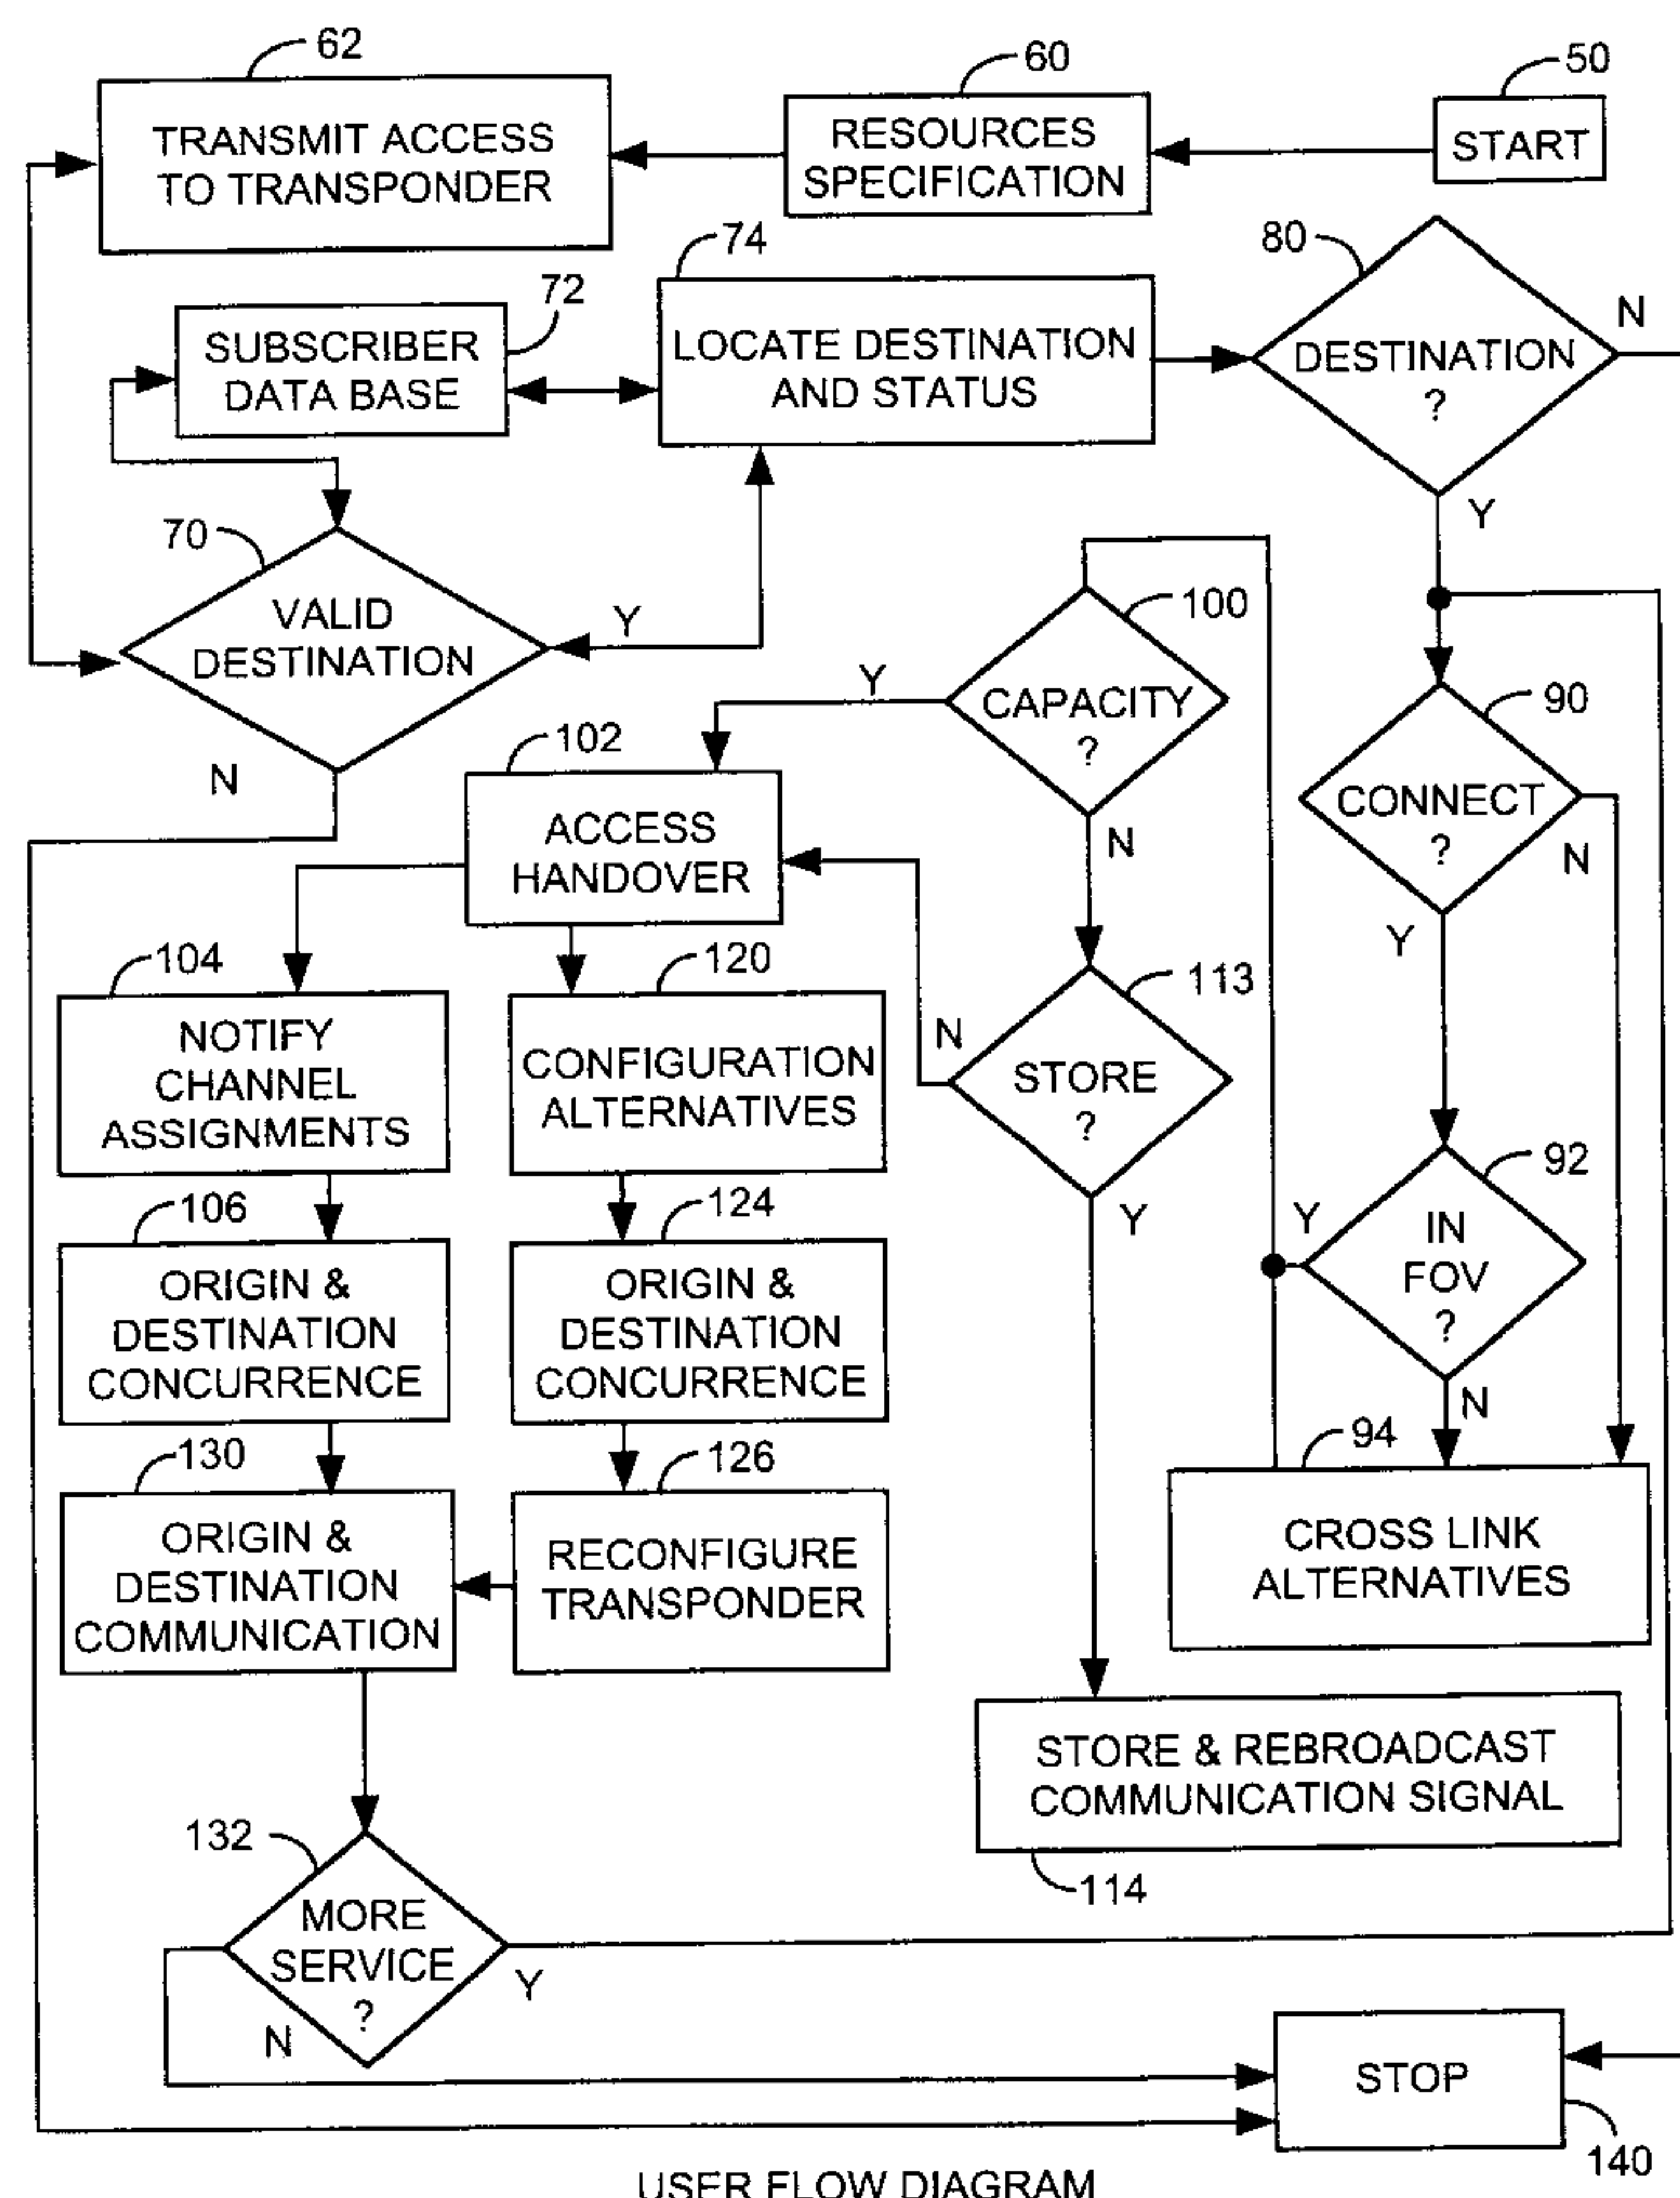 62
60
50
TRANSMIT ACCESS
TO TRANSPONDER
RESOURCES
SPECIFICATION
START
72
74
80
SUBSCRIBER
DATA BASE
LOCATE DESTINATION
AND STATUS
DESTINATION
?
N
Y
70
VALID
DESTINATION
Y
N
100
CAPACITY
?
Y
N
90
CONNECT
?
N
Y
102
ACCESS
HANDOVER
104
NOTIFY
CHANNEL
ASSIGNMENTS
120
CONFIGURATION
ALTERNATIVES
113
STORE
?
N
Y
92
IN
FOV
?
Y
N
106
ORIGIN &
DESTINATION
CONCURRENCE
124
ORIGIN &
DESTINATION
CONCURRENCE
130
ORIGIN &
DESTINATION
COMMUNICATION
126
RECONFIGURE
TRANSPONDER
94
CROSS LINK
ALTERNATIVES
STORE & REBROADCAST
COMMUNICATION SIGNAL
114
132
MORE
SERVICE
?
Y
N
STOP
140
USER FLOW DIAGRAM